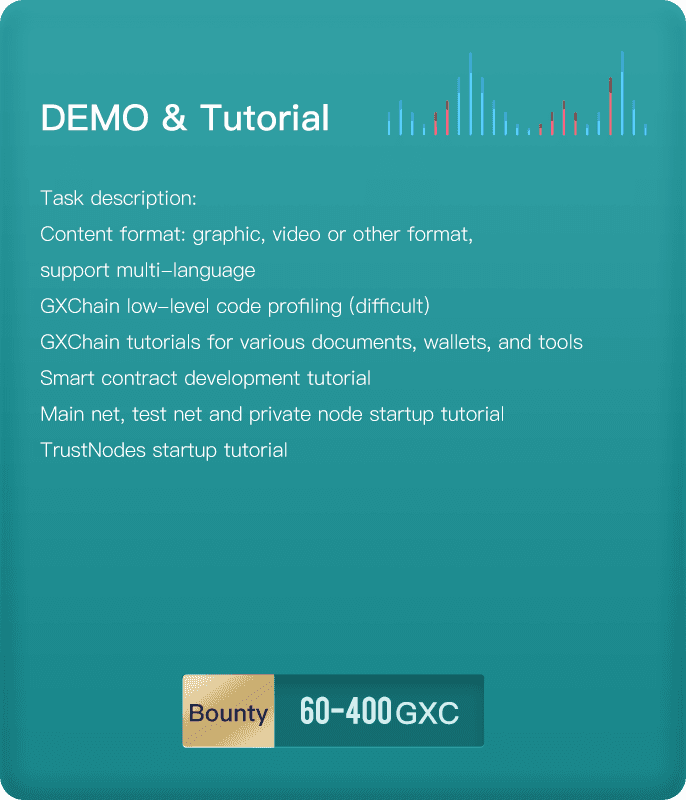 DEMO & Tutorial
Task description:
Content format: graphic, video or other format,
support multi-language
GXChain low-level code profiling (difficult)
GXChain tutorials for various documents, wallets, and tools
Smart contract development tutorial
Main net, test net and private node startup tutorial
TrustNodes startup tutorial
Bounty 60-400 GXC